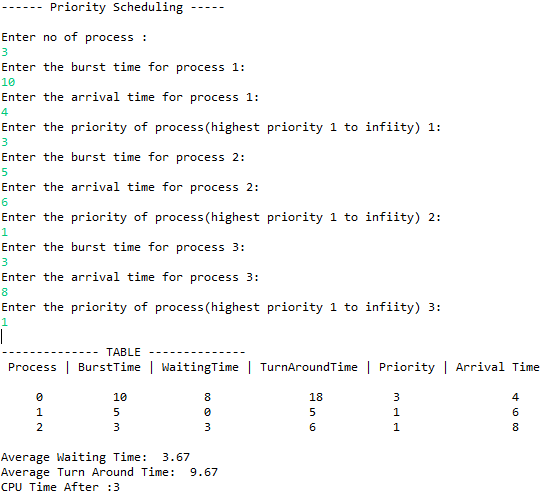 ------ Priority Scheduling -----
Enter no of process :
3
Enter the burst time for process 1:
10
Enter the arrival time for process 1:
4
Enter the priority of process(highest priority 1 to infiity) 1:
3
Enter the burst time for process 2:
5
Enter the arrival time for process 2:
6
Enter the priority of process(highest priority 1 to infiity) 2:
1
Enter the burst time for process 3:
3
Enter the arrival time for process 3:
8
Enter the priority of process(highest priority 1 to infiity) 3:
1
-------------- TABLE --------------
Process | BurstTime | WaitingTime | TurnAroundTime | Priority | Arrival Time
0 10 8 18 3 4
1 5 0 5 1 6
2 3 3 6 1 8
Average Waiting Time: 3.67
Average Turn Around Time: 9.67
CPU Time After :3